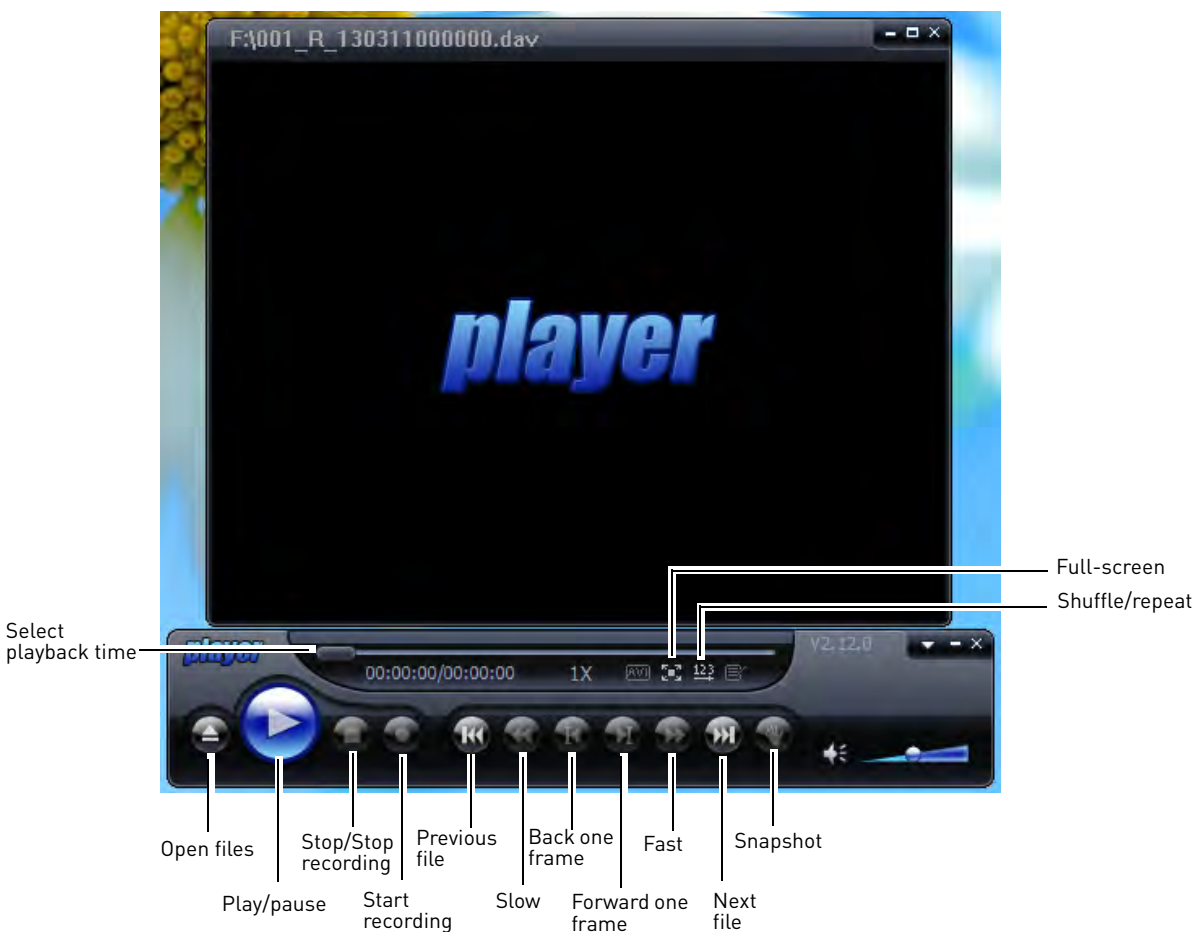 F:\001_R_130311000000.dav
player
Full-screen
Shuffle/repeat
Select
playback time
player
V2.12.0
00:00:00/00:00:00
1X
AVI
123
Open files
Play/pause
Stop/Stop
recording
Start
recording
Previous
file
Slow
Back one
frame
Forward one
frame
Fast
Next
file
Snapshot